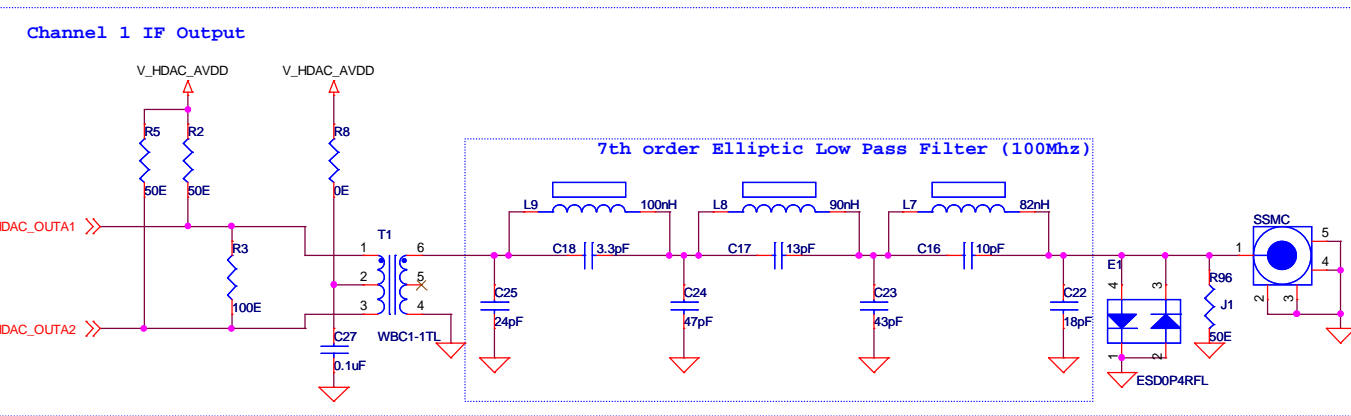 Channel 1 IF Output
V_HDAC_AVDD
V_HDAC_AVDD
R5
R2
R8
50E
50E
0E
7th order Elliptic Low Pass Filter (100Mhz)
L9
100nH
L8
90nH
L7
82nH
C18
3.3pF
C17
13pF
C16
10pF
HDAC_OUTA1
R3
100E
HDAC_OUTA2
T1
1
2
3
6
5
4
WBC1-1TL
C27
0.1uF
C25
24pF
C24
47pF
C23
43pF
C22
18pF
E1
4
3
1
2
ESD0P4RFL
R96
50E
J1
SSMC
1
5
4
2
3